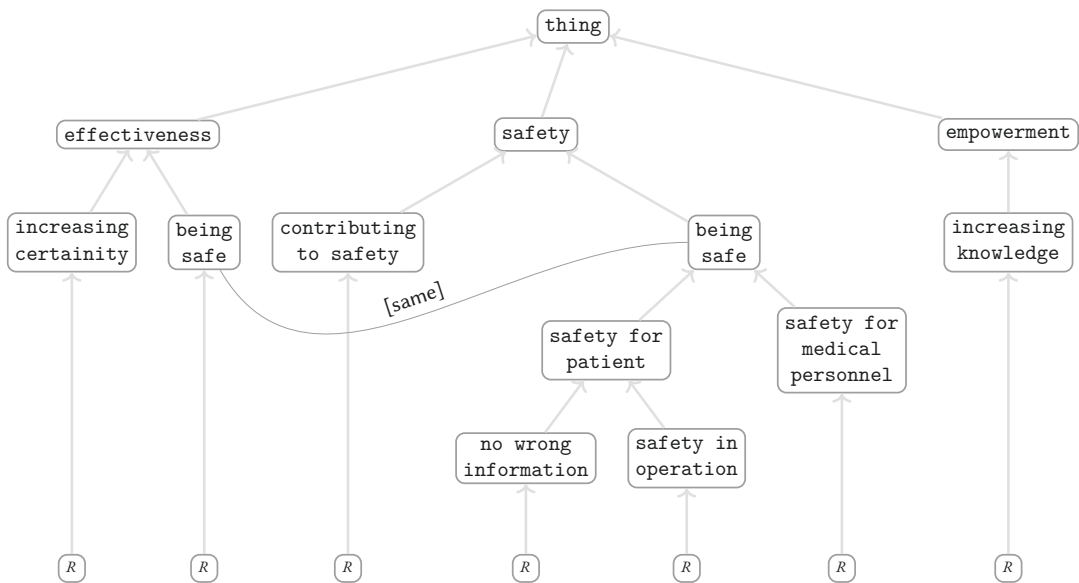 thing
effectiveness
safety
empowerment
increasing
certainity
being
safe
contributing
to safety
being
safe
increasing
knowledge
[same]
safety for
patient
safety for
medical
personnel
no wrong
information
safety in
operation
R
R
R
R
R
R
R